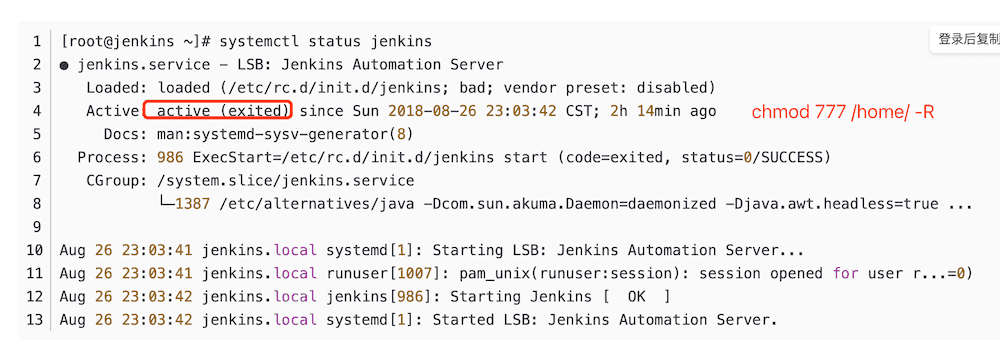 登录后复制
1 [root@jenkins ~]# systemctl status jenkins
2 ● jenkins.service - LSB: Jenkins Automation Server
3 Loaded: loaded (/etc/rc.d/init.d/jenkins; bad; vendor preset: disabled)
4 Active: active (exited) since Sun 2018-08-26 23:03:42 CST; 2h 14min ago chmod 777 /home/ -R
5 Docs: man:systemd-sysv-generator(8)
6 Process: 986 ExecStart=/etc/rc.d/init.d/jenkins start (code=exited, status=0/SUCCESS)
7 CGroup: /system.slice/jenkins.service
8 └─1387 /etc/alternatives/java -Dcom.sun.akuma.Daemon=daemonized -Djava.awt.headless=true ...
9
10 Aug 26 23:03:41 jenkins.local systemd[1]: Starting LSB: Jenkins Automation Server...
11 Aug 26 23:03:41 jenkins.local runuser[1007]: pam_unix(runuser:session): session opened for user r...=0)
12 Aug 26 23:03:42 jenkins.local jenkins[986]: Starting Jenkins [  OK  ]
13 Aug 26 23:03:42 jenkins.local systemd[1]: Started LSB: Jenkins Automation Server.